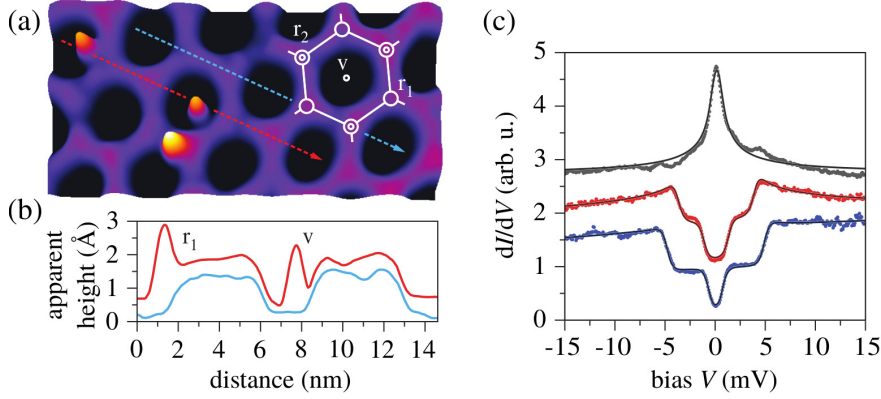 (a)
r2
v
r1
(b)
apparent
height (Å)
3
2
1
0
r1
v
0 2 4 6 8 10 12 14
distance (nm)
(c)
dI/dV (arb. u.)
5
4
3
2
1
0
-15 -10 -5 0 5 10 15
bias V (mV)